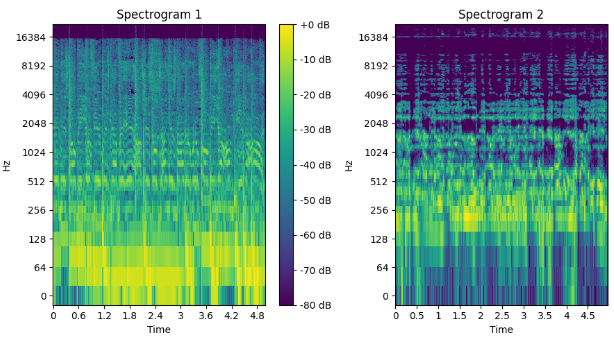 Spectrogram 1
Hz
16384
8192
4096
2048
1024
512
256
128
64
0
0 0.6 1.2 1.8 2.4 3 3.6 4.2 4.8
Time
+0 dB
-10 dB
-20 dB
-30 dB
-40 dB
-50 dB
-60 dB
-70 dB
-80 dB
Spectrogram 2
Hz
16384
8192
4096
2048
1024
512
256
128
64
0
0 0.5 1 1.5 2 2.5 3 3.5 4 4.5
Time